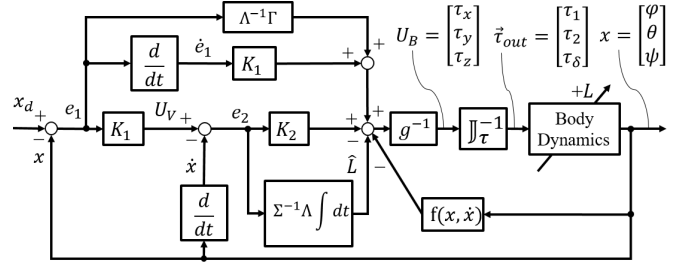 Λ⁻¹Γ
U_B = [τ_x τ_y τ_z]
τ⃗_out = [τ_1 τ_2 τ_δ]
x = [φ θ ψ]
d/dt
ė_1
K_1
+
+
+L
x_d
+
−
e_1
K_1
U_V
+
−
e_2
K_2
+
−
+
g⁻¹
𝕁_τ⁻¹
Body
Dynamics
x
ẋ
L̂
−
−
Σ⁻¹Λ ∫ dt
d/dt
f(x, ẋ)